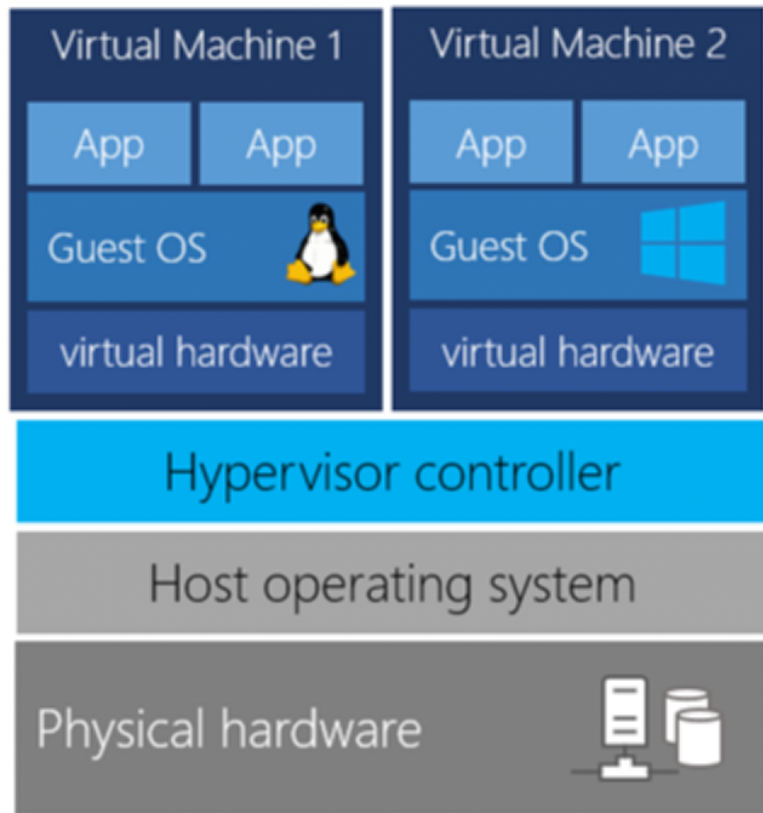 Virtual Machine 1
Virtual Machine 2
App
App
App
App
Guest OS
Guest OS
virtual hardware
virtual hardware
Hypervisor controller
Host operating system
Physical hardware